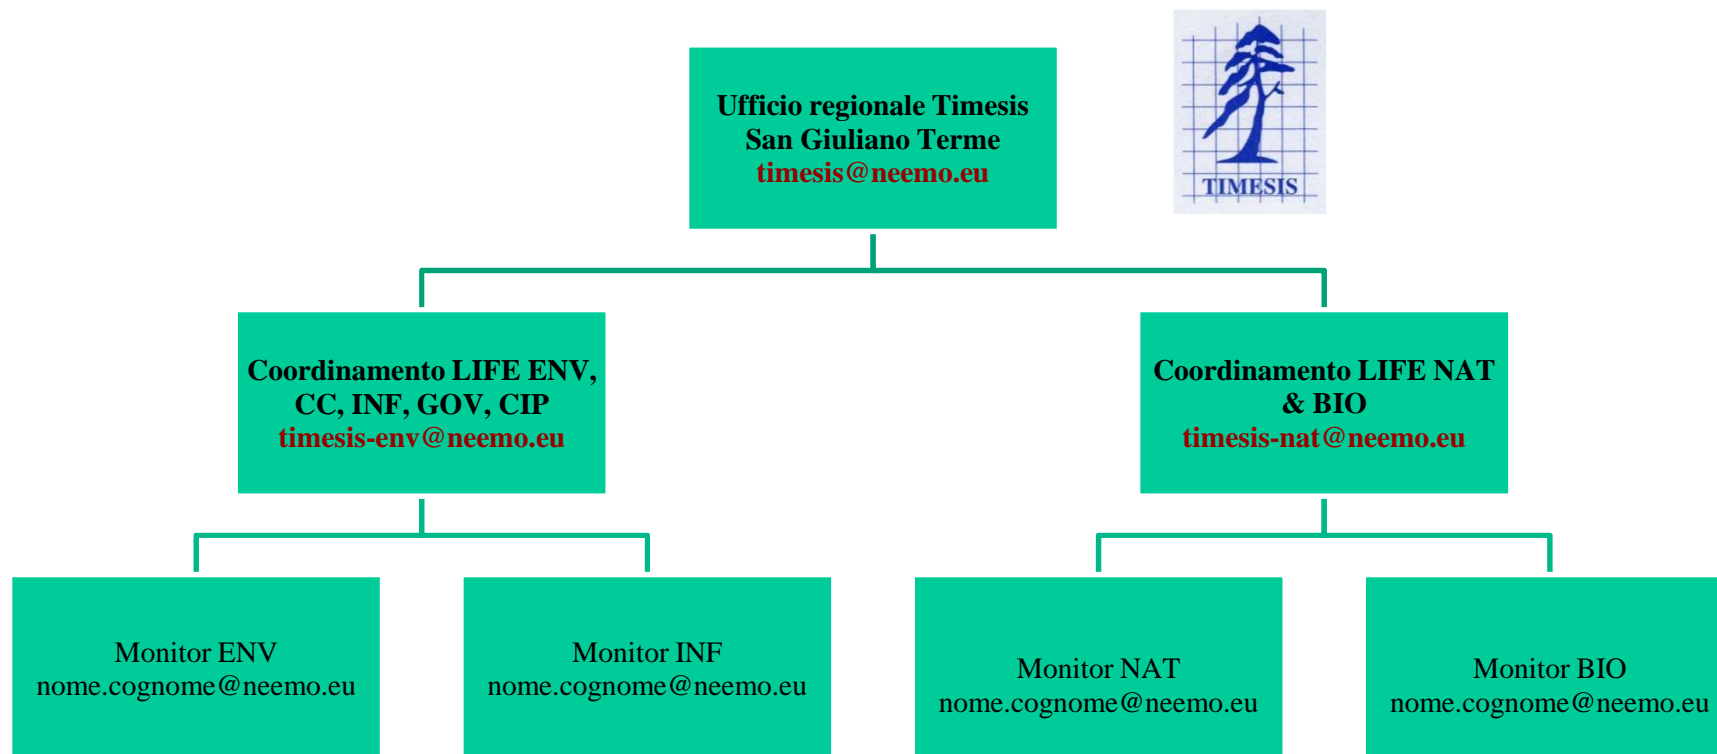 Ufficio regionale Timesis
San Giuliano Terme
timesis@neemo.eu
TIMESIS
Coordinamento LIFE ENV,
CC, INF, GOV, CIP
timesis-env@neemo.eu
Coordinamento LIFE NAT
& BIO
timesis-nat@neemo.eu
Monitor ENV
nome.cognome@neemo.eu
Monitor INF
nome.cognome@neemo.eu
Monitor NAT
nome.cognome@neemo.eu
Monitor BIO
nome.cognome@neemo.eu